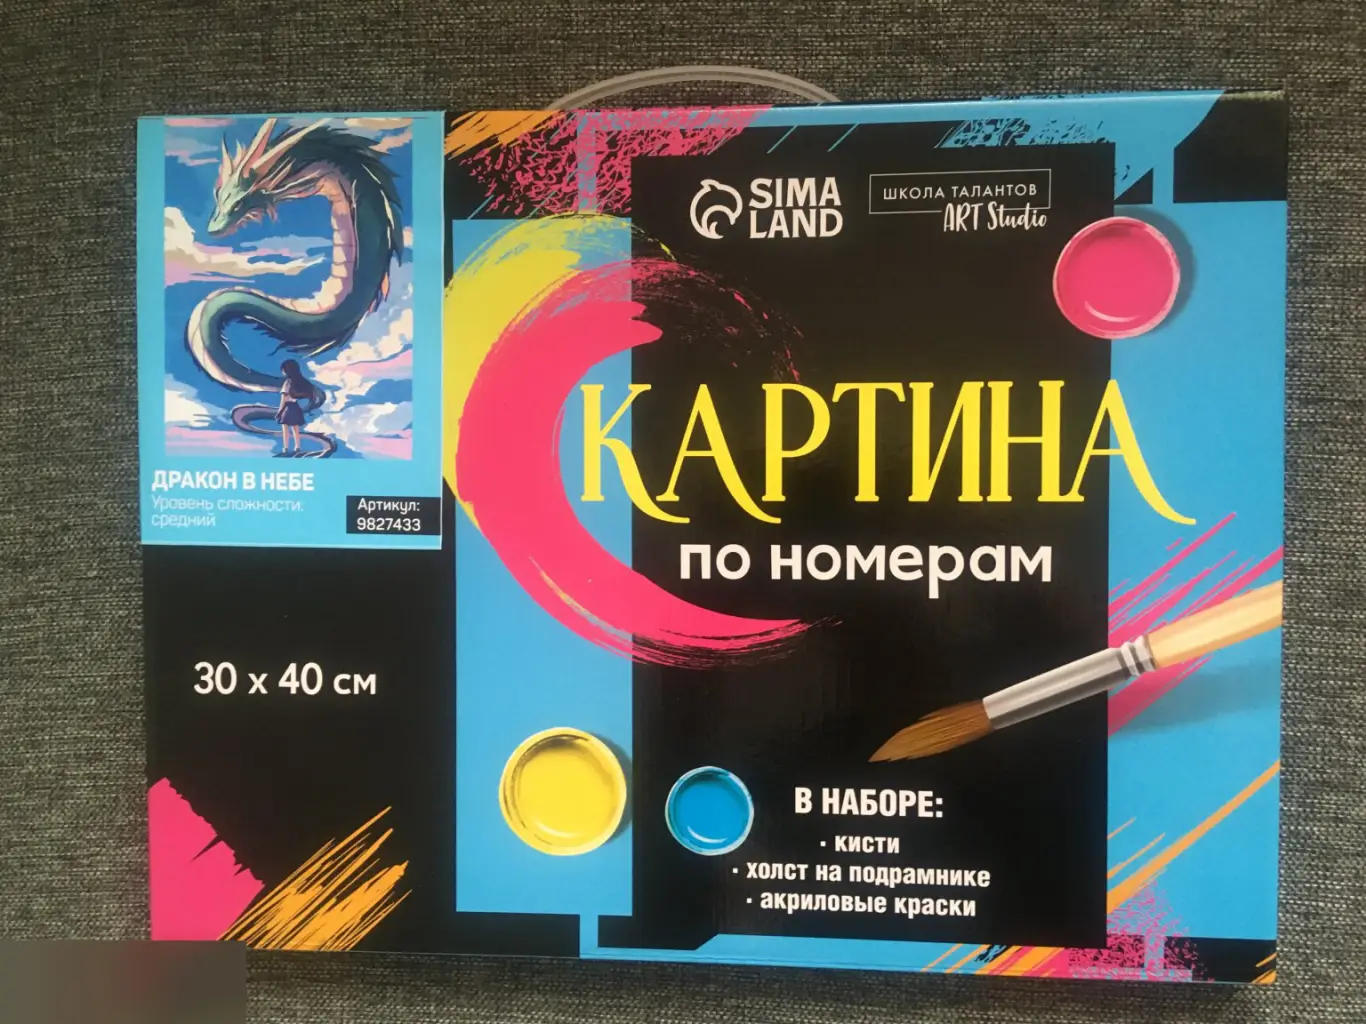 SIMA
LAND
ШКОЛА ТАЛАНТОВ
ART Studio
КАРТИНА
по номерам
ДРАКОН В НЕБЕ
Уровень сложности:
средний
Артикул:
9827433
30 х 40 см
В НАБОРЕ:
· кисти
· холст на подрамнике
· акриловые краски